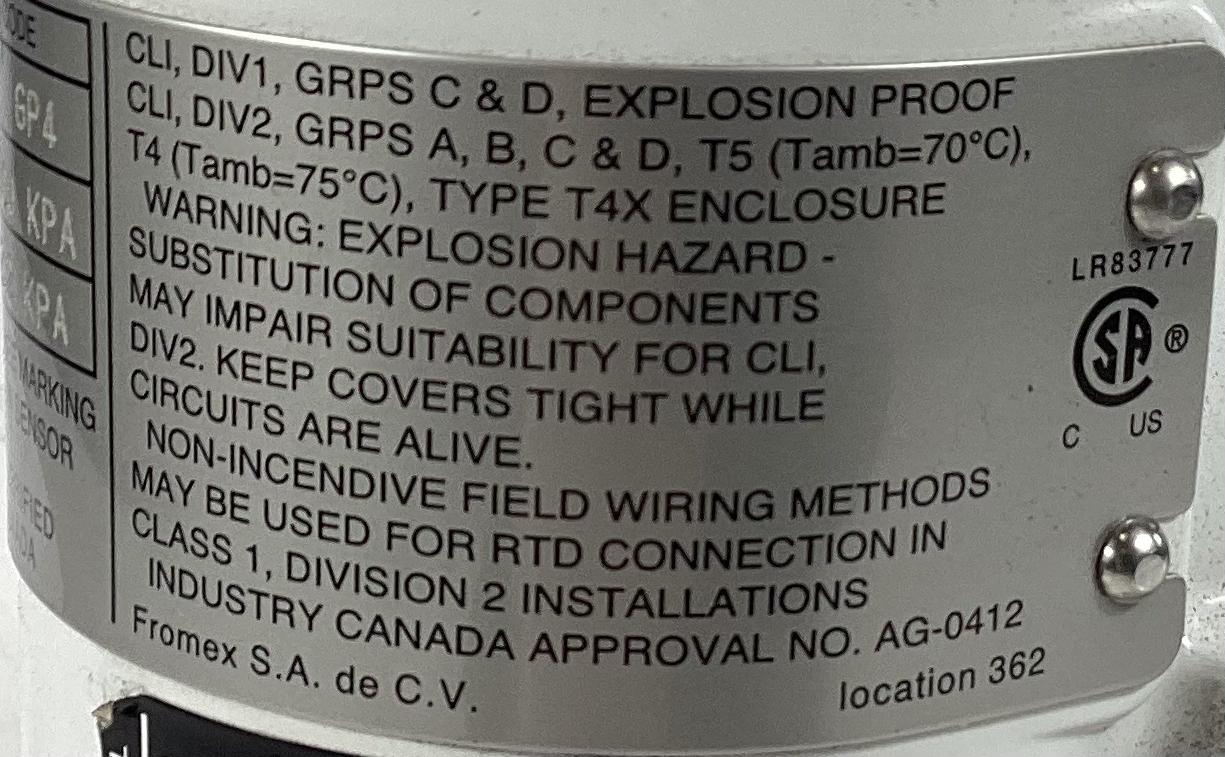 GP4
KPA
KPA
MARKING
CLI, DIV1, GRPS C & D, EXPLOSION PROOF
CLI, DIV2, GRPS A, B, C & D, T5 (Tamb=70°C),
T4 (Tamb=75°C), TYPE T4X ENCLOSURE
WARNING: EXPLOSION HAZARD -
SUBSTITUTION OF COMPONENTS
MAY IMPAIR SUITABILITY FOR CLI,
DIV2. KEEP COVERS TIGHT WHILE
CIRCUITS ARE ALIVE.
NON-INCENDIVE FIELD WIRING METHODS
MAY BE USED FOR RTD CONNECTION IN
CLASS 1, DIVISION 2 INSTALLATIONS
INDUSTRY CANADA APPROVAL NO. AG-0412
Fromex S.A. de C.V.
location 362
LR83777
SA ®
C US